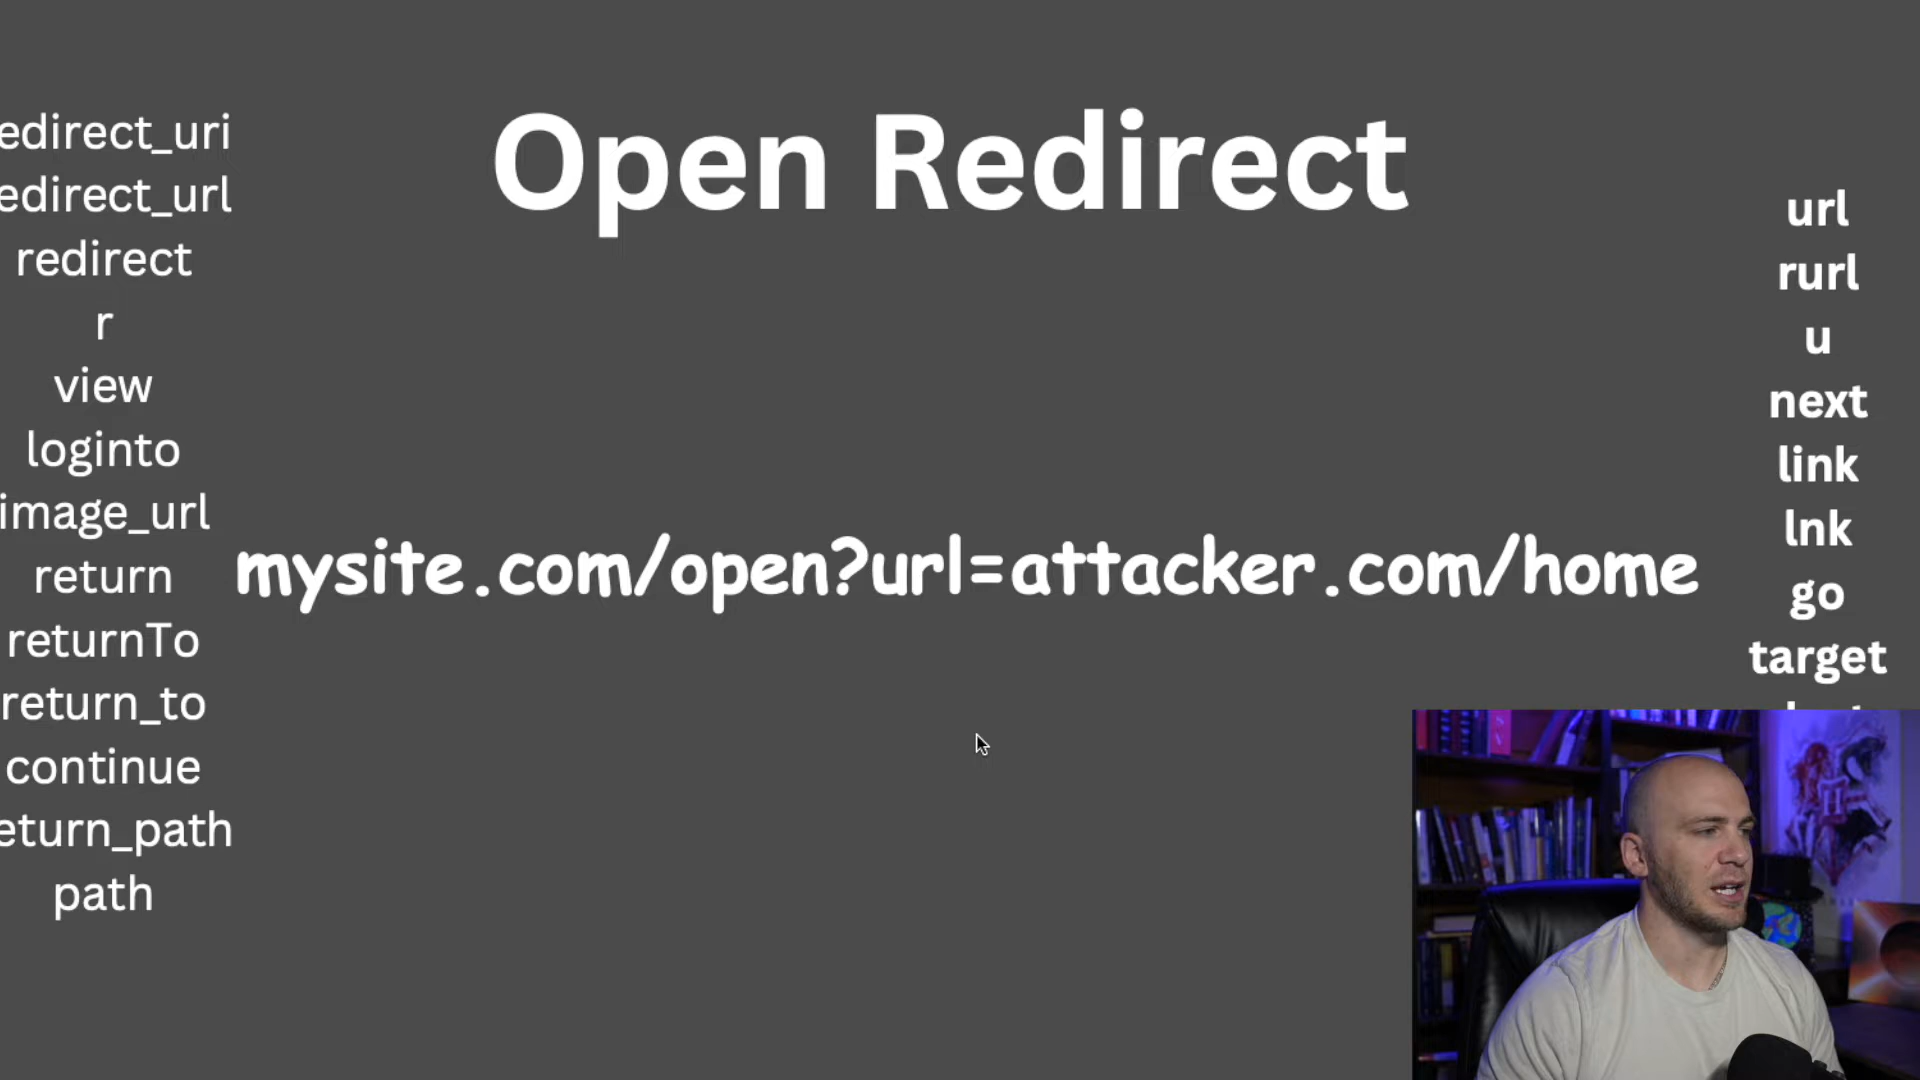 Open Redirect
edirect_uri
edirect_url
redirect
r
view
loginto
image_url
return
returnTo
return_to
continue
eturn_path
path
mysite.com/open?url=attacker.com/home
url
rurl
u
next
link
lnk
go
target